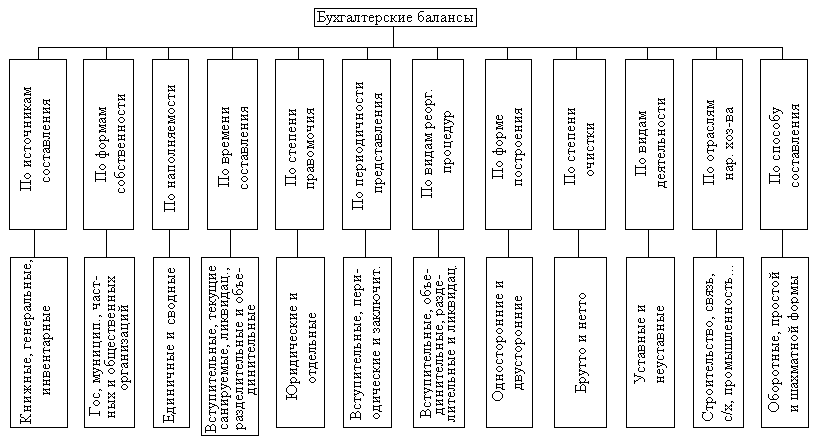 Бухгалтерские балансы
По источникам
составления
По формам
собственности
По наполняемости
По времени
составления
По степени
правомочия
По периодичности
представления
По видам реорг.
процедур
По форме
построения
По степени
очистки
По видам
деятельности
По отраслям
нар. хоз-ва
По способу
составления
Книжные, генеральные,
инвентарные
Гос, муницип., част-
ных и общественных
организаций
Единичные и сводные
Вступительные, текущие
санируемые, ликвидац.,
разделительные и объе-
динительные
Юридические и
отдельные
Вступительные, пери-
одические и заключит.
Вступительные, объе-
динительные, разде-
лительные и ликвидац.
Односторонние и
двусторонние
Брутто и нетто
Уставные и
неуставные
Строительство, связь,
с/х, промышленность...
Оборотные, простой
и шахматной формы